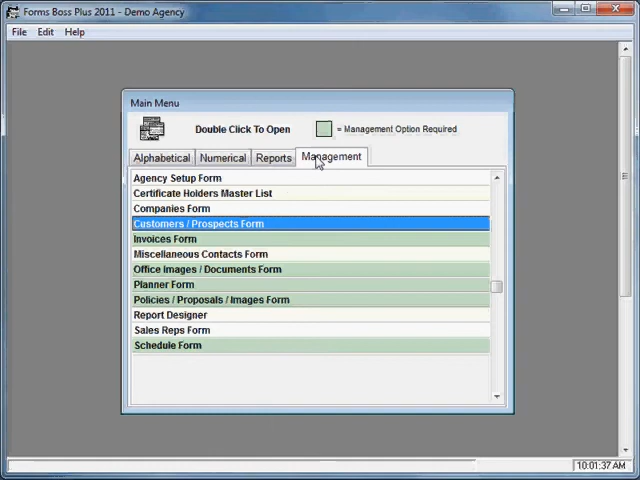 Forms Boss Plus 2011 - Demo Agency
File Edit Help
Main Menu
Double Click To Open
= Management Option Required
Alphabetical Numerical Reports Management
Agency Setup Form
Certificate Holders Master List
Companies Form
Customers / Prospects Form
Invoices Form
Miscellaneous Contacts Form
Office Images / Documents Form
Planner Form
Policies / Proposals / Images Form
Report Designer
Sales Reps Form
Schedule Form
10:01:37 AM